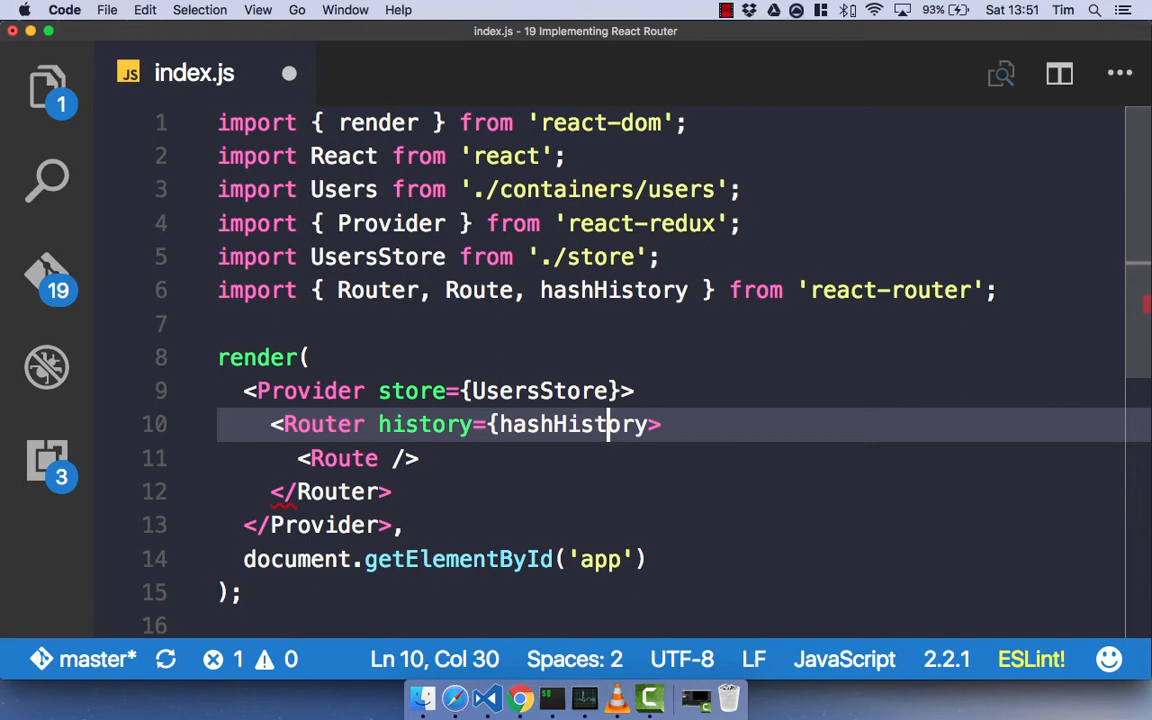 Code File Edit Selection View Go Window Help 93% Sat 13:51 Tim
index.js - 19 Implementing React Router
JS index.js
1 import { render } from 'react-dom';
2 import React from 'react';
3 import Users from './containers/users';
4 import { Provider } from 'react-redux';
5 import UsersStore from './store';
6 import { Router, Route, hashHistory } from 'react-router';
7
8 render(
9 <Provider store={UsersStore}>
10 <Router history={hashHistory>
11 <Route />
12 </Router>
13 </Provider>,
14 document.getElementById('app')
15 );
16
1
19
3
master* 1 0 Ln 10, Col 30 Spaces: 2 UTF-8 LF JavaScript 2.2.1 ESLint!